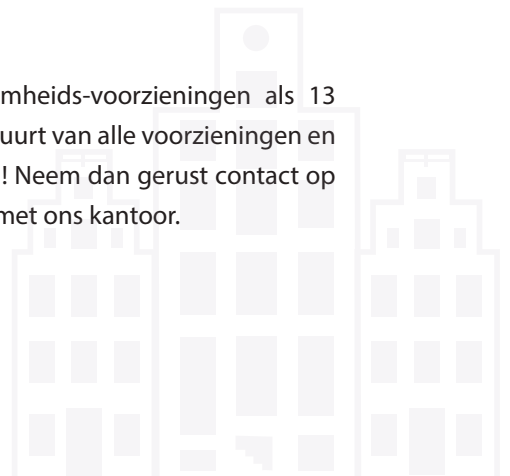 mheids-voorzieningen als 13
uurt van alle voorzieningen en
! Neem dan gerust contact op
met ons kantoor.